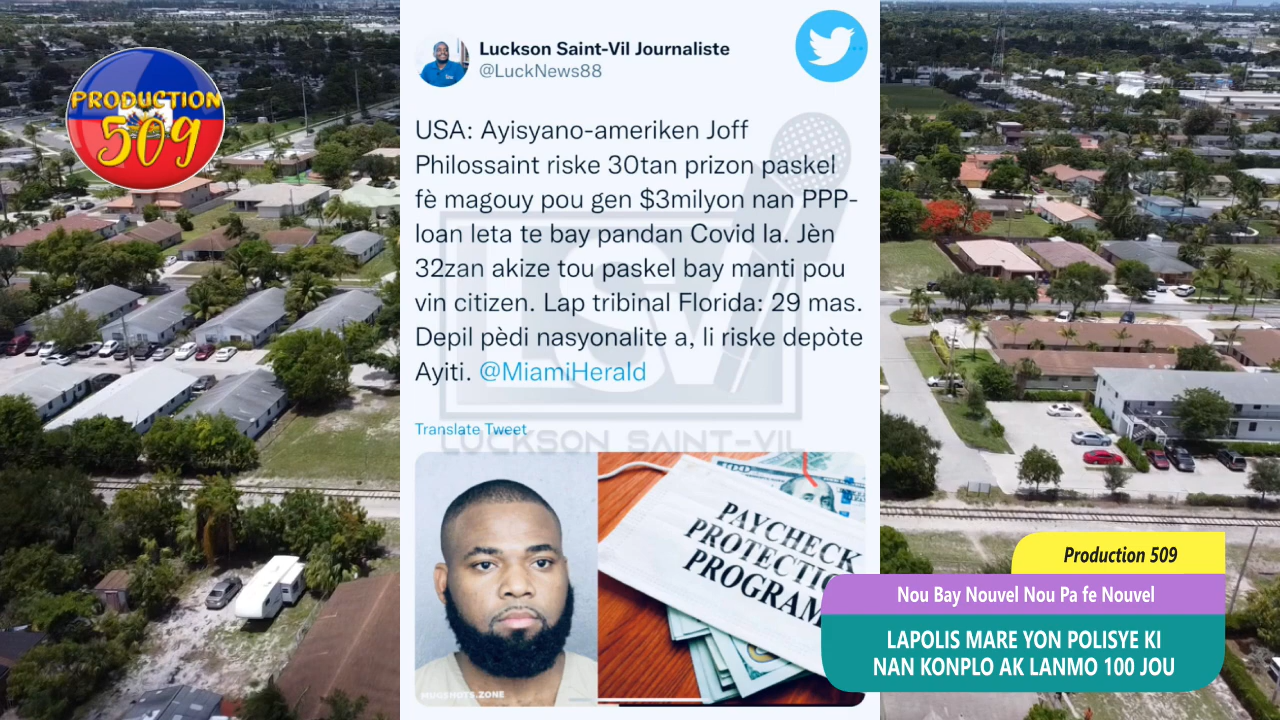 PRODUCTION
509
Luckson Saint-Vil Journaliste
@LuckNews88
USA: Ayisyano-ameriken Joff
Philossaint riske 30tan prizon paskel
fè magouy pou gen $3milyon nan PPP-
loan leta te bay pandan Covid la. Jèn
32zan akize tou paskel bay manti pou
vin citizen. Lap tribinal Florida: 29 mas.
Depil pèdi nasyonalite a, li riske depòte
Ayiti. @MiamiHerald
LSV
Translate Tweet
LUCKSON SAINT-VIL
PAYCHECK
PROTECTIO
PROGRAM
MUGSHOTS.ZONE
Production 509
Nou Bay Nouvel Nou Pa fe Nouvel
LAPOLIS MARE YON POLISYE KI
NAN KONPLO AK LANMO 100 JOU